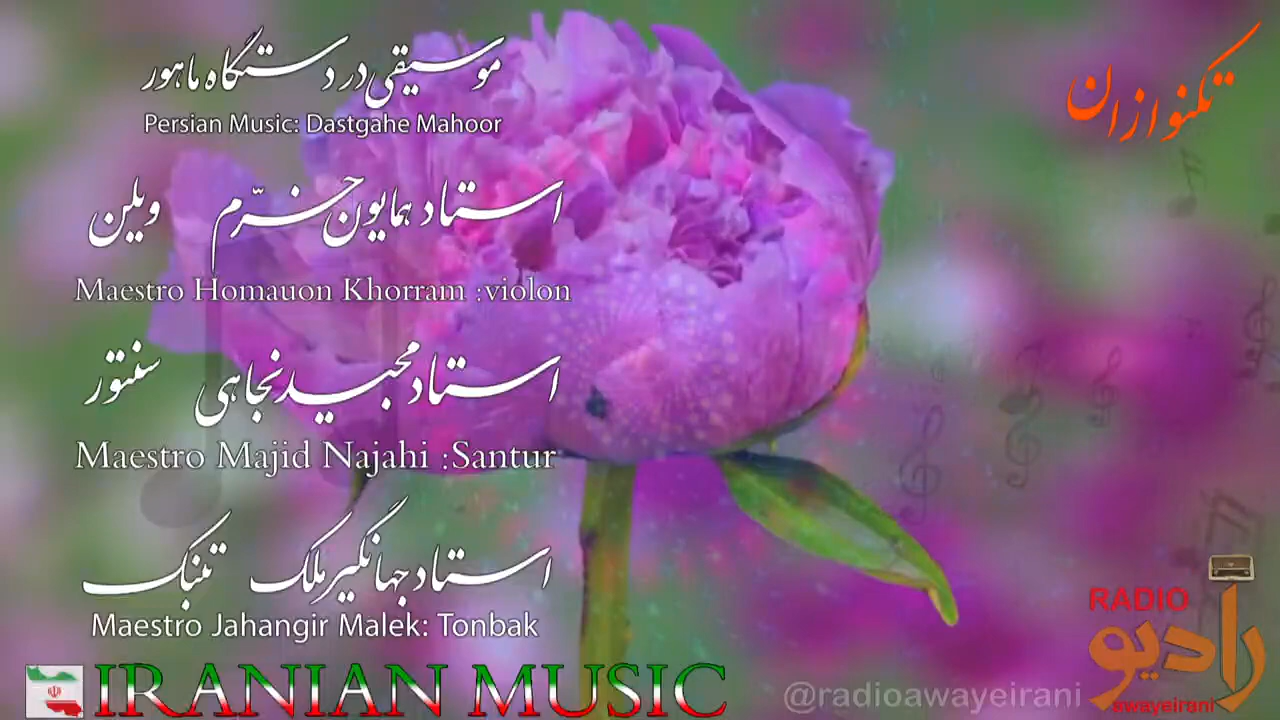 موسیقی در دستگاه ماهور
Persian Music: Dastgahe Mahoor
تکنوازان
استاد همایون خرّم ویلن
Maestro Homauon Khorram :violon
استاد مجید نجاهی سنتور
Maestro Majid Najahi :Santur
استاد جهانگیر ملک تنبک
Maestro Jahangir Malek: Tonbak
IRANIAN MUSIC
@radioawayeirani
RADIO
رادیو
awayeirani